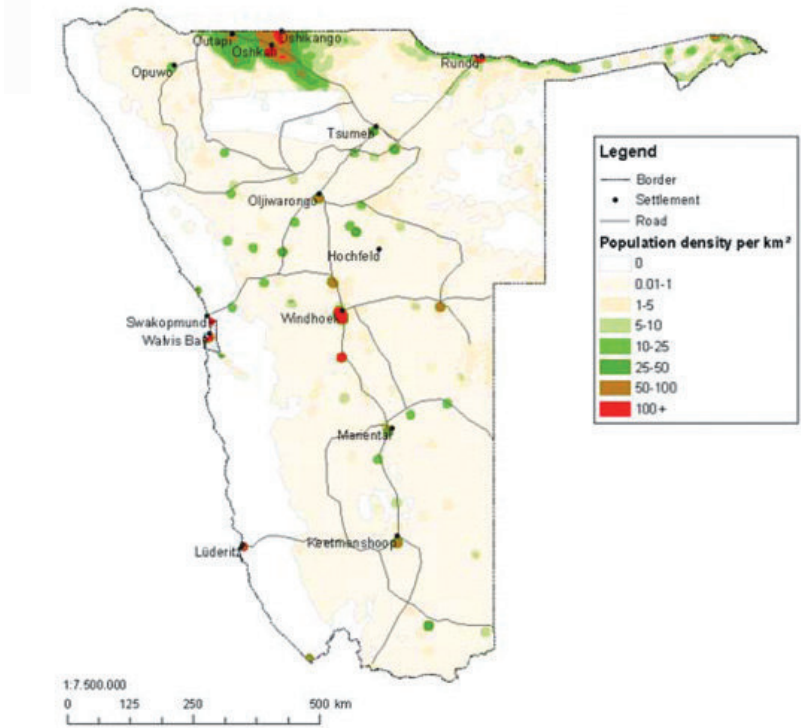 Outapi
Oshikango
Oshkati
Opuwo
Rundu
Tsumeb
Oljiwarongo
Hochfeld
Swakopmund
Windhoek
Walvis Bay
Mariental
Lüderitz
Keetmanshoop
Legend
Border
Settlement
Road
Population density per km²
0
0.01-1
1-5
5-10
10-25
25-50
50-100
100+
1:7.500.000
0 125 250 500 km